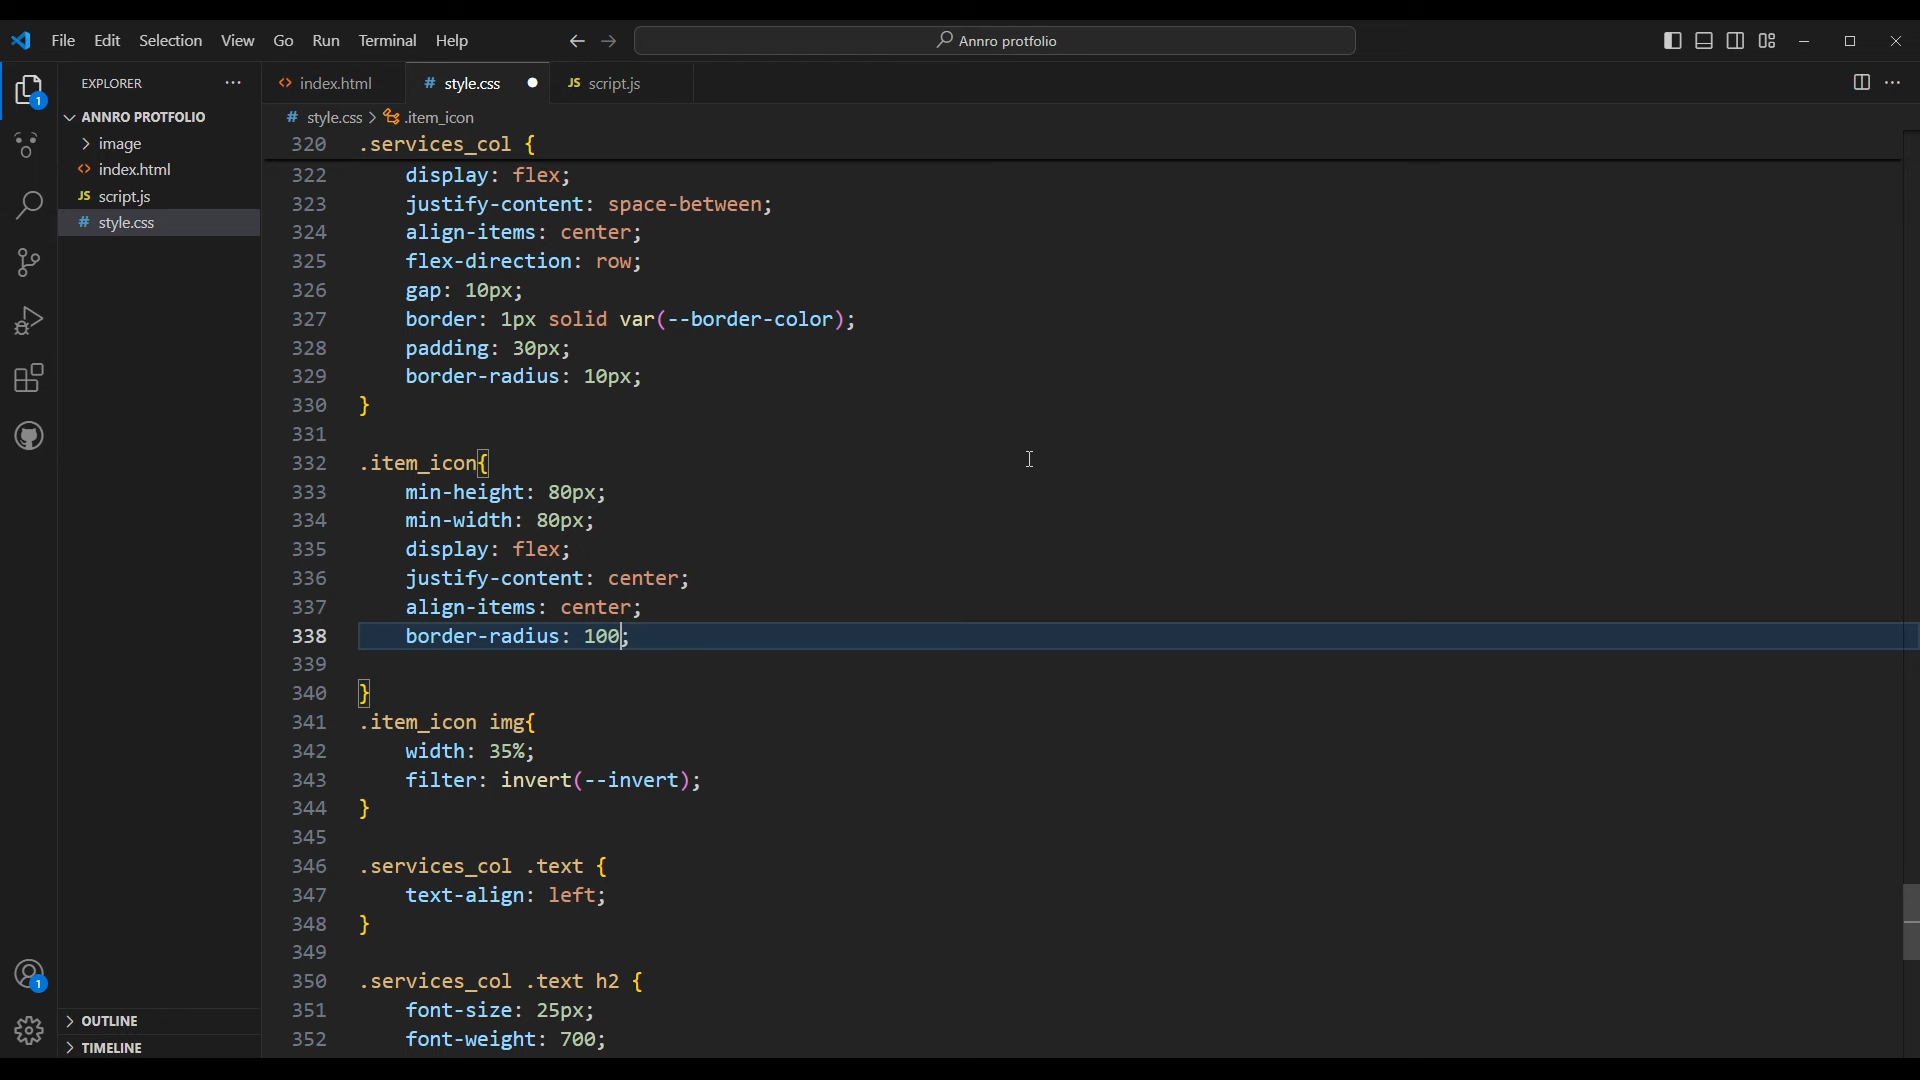 File Edit Selection View Go Run Terminal Help
Annro protfolio
EXPLORER
ANNRO PROTFOLIO
image
index.html
JS script.js
# style.css
OUTLINE
TIMELINE
1
1
index.html
# style.css
JS script.js
# style.css > .item_icon
320 .services_col {
322 display: flex;
323 justify-content: space-between;
324 align-items: center;
325 flex-direction: row;
326 gap: 10px;
327 border: 1px solid var(--border-color);
328 padding: 30px;
329 border-radius: 10px;
330 }
331
332 .item_icon{
333 min-height: 80px;
334 min-width: 80px;
335 display: flex;
336 justify-content: center;
337 align-items: center;
338 border-radius: 100;
339
340 }
341 .item_icon img{
342 width: 35%;
343 filter: invert(--invert);
344 }
345
346 .services_col .text {
347 text-align: left;
348 }
349
350 .services_col .text h2 {
351 font-size: 25px;
352 font-weight: 700;